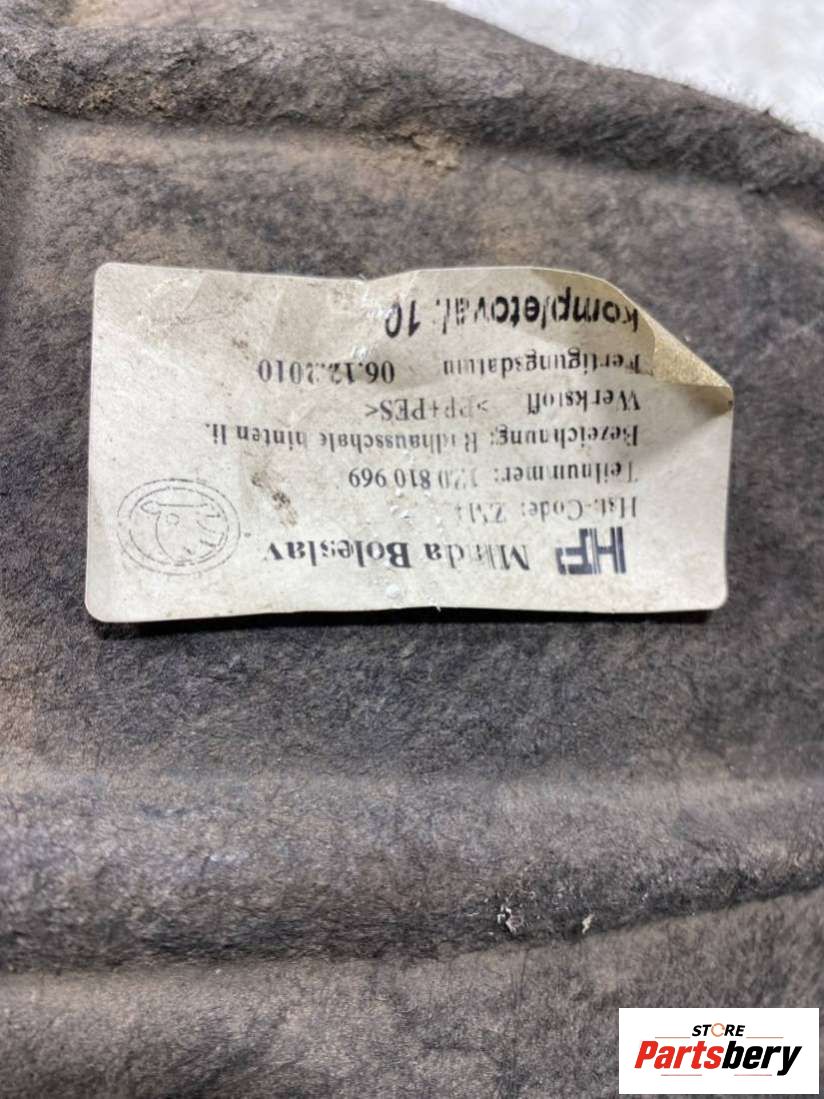 HP Mlada Boleslav
Hst.-Code:
Teilnummer: 810 969
Bezeichnung: Radhausschale hinten li.
Werkstoff >PP+PES<
Fertigungsdatum 06.12.2010
kompletoval: 10
STORE
Partsbery